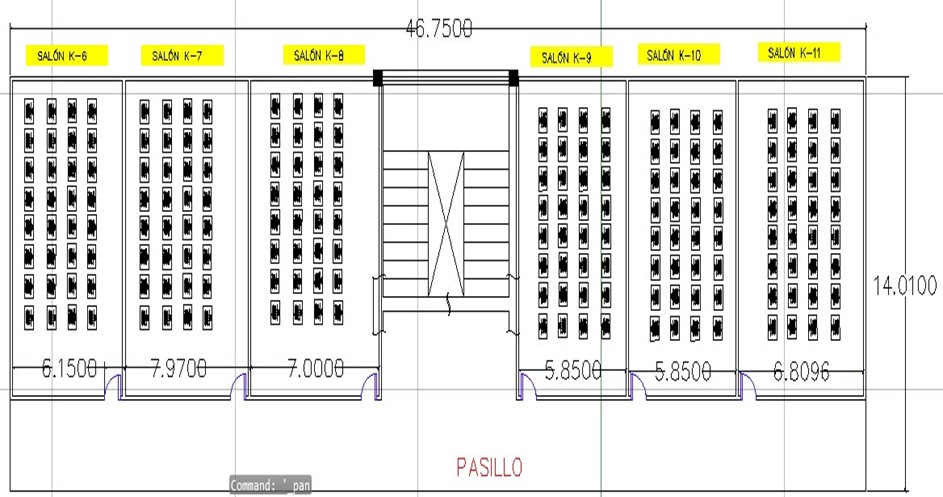 46.7500
SALÓN K-6
SALÓN K-7
SALÓN K-8
SALÓN K-9
SALÓN K-10
SALÓN K-11
14.0100
6.1500
7.9700
7.0000
5.8500
5.8500
6.8096
PASILLO
Command: '_pan